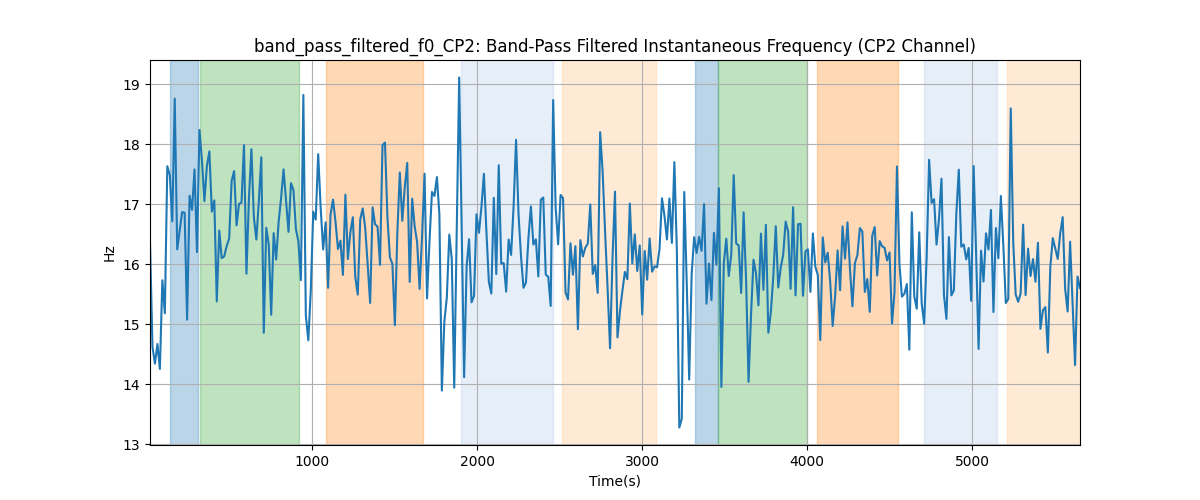 band_pass_filtered_f0_CP2: Band-Pass Filtered Instantaneous Frequency (CP2 Channel)
19
18
17
16
15
14
13
Hz
1000 2000 3000 4000 5000
Time(s)